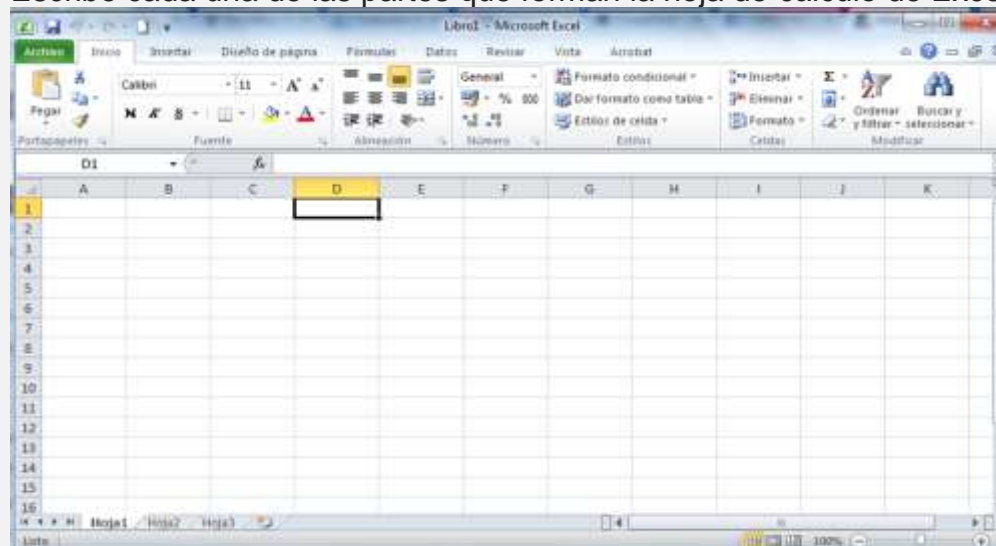 Escribe cada una de las partes que forman la hoja de cálculo de Exce
Libro1 - Microsoft Excel
Archivo Inicio Insertar Diseño de página Fórmulas Datos Revisar Vista Acrobat
Pegar
Calibri 11
N K S
General
% 000
Formato condicional
Dar formato como tabla
Estilos de celda
Insertar
Eliminar
Formato
Σ
Ordenar y filtrar
Buscar y seleccionar
Portapapeles Fuente Alineación Número Estilos Celdas Modificar
D1 fx
A B C D E F G H I J K
1
2
3
4
5
6
7
8
9
10
11
12
13
14
15
16
Hoja1 Hoja2 Hoja3
Listo 100%